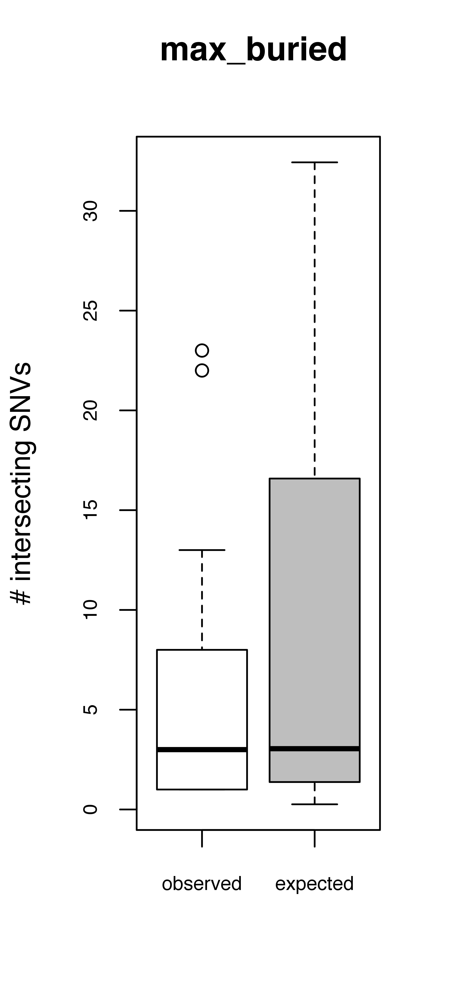 max_buried
# intersecting SNVs
30
25
20
15
10
5
0
observed expected